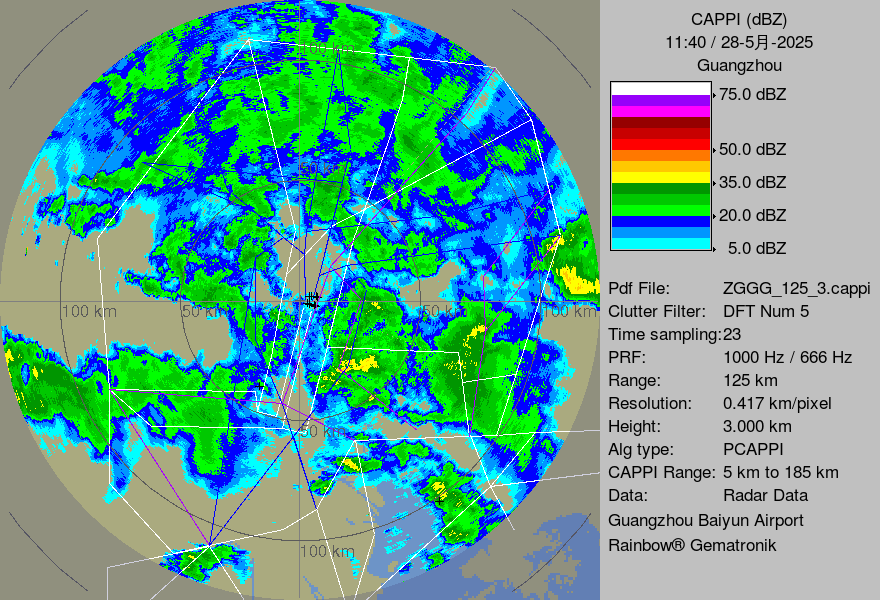 CAPPI (dBZ)
11:40 / 28-5月-2025
Guangzhou
75.0 dBZ
50.0 dBZ
35.0 dBZ
20.0 dBZ
5.0 dBZ
Pdf File: ZGGG_125_3.cappi
Clutter Filter: DFT Num 5
Time sampling:23
PRF: 1000 Hz / 666 Hz
Range: 125 km
Resolution: 0.417 km/pixel
Height: 3.000 km
Alg type: PCAPPI
CAPPI Range: 5 km to 185 km
Data: Radar Data
Guangzhou Baiyun Airport
Rainbow® Gematronik
100 km
50 km
100 km
50 km
50 km
100 km
50 km
100 km